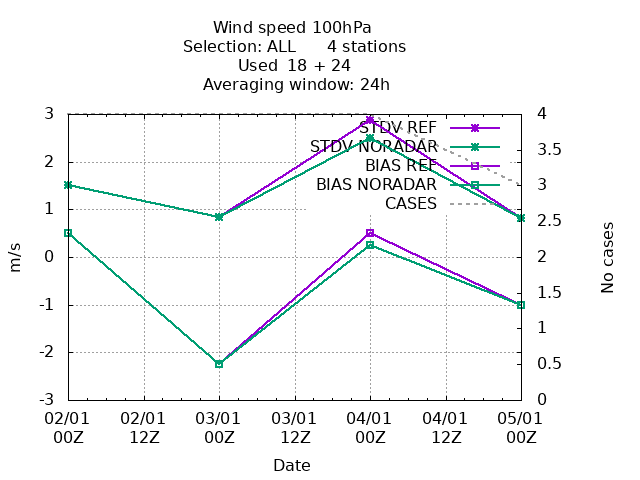 Wind speed 100hPa
Selection: ALL 4 stations
Used 18 + 24
Averaging window: 24h
3
2
1
0
-1
-2
-3
m/s
4
3.5
3
2.5
2
1.5
1
0.5
0
No cases
STDV REF
STDV NORADAR
BIAS REF
BIAS NORADAR
CASES
02/01 02/01 03/01 03/01 04/01 04/01 05/01
00Z 12Z 00Z 12Z 00Z 12Z 00Z
Date